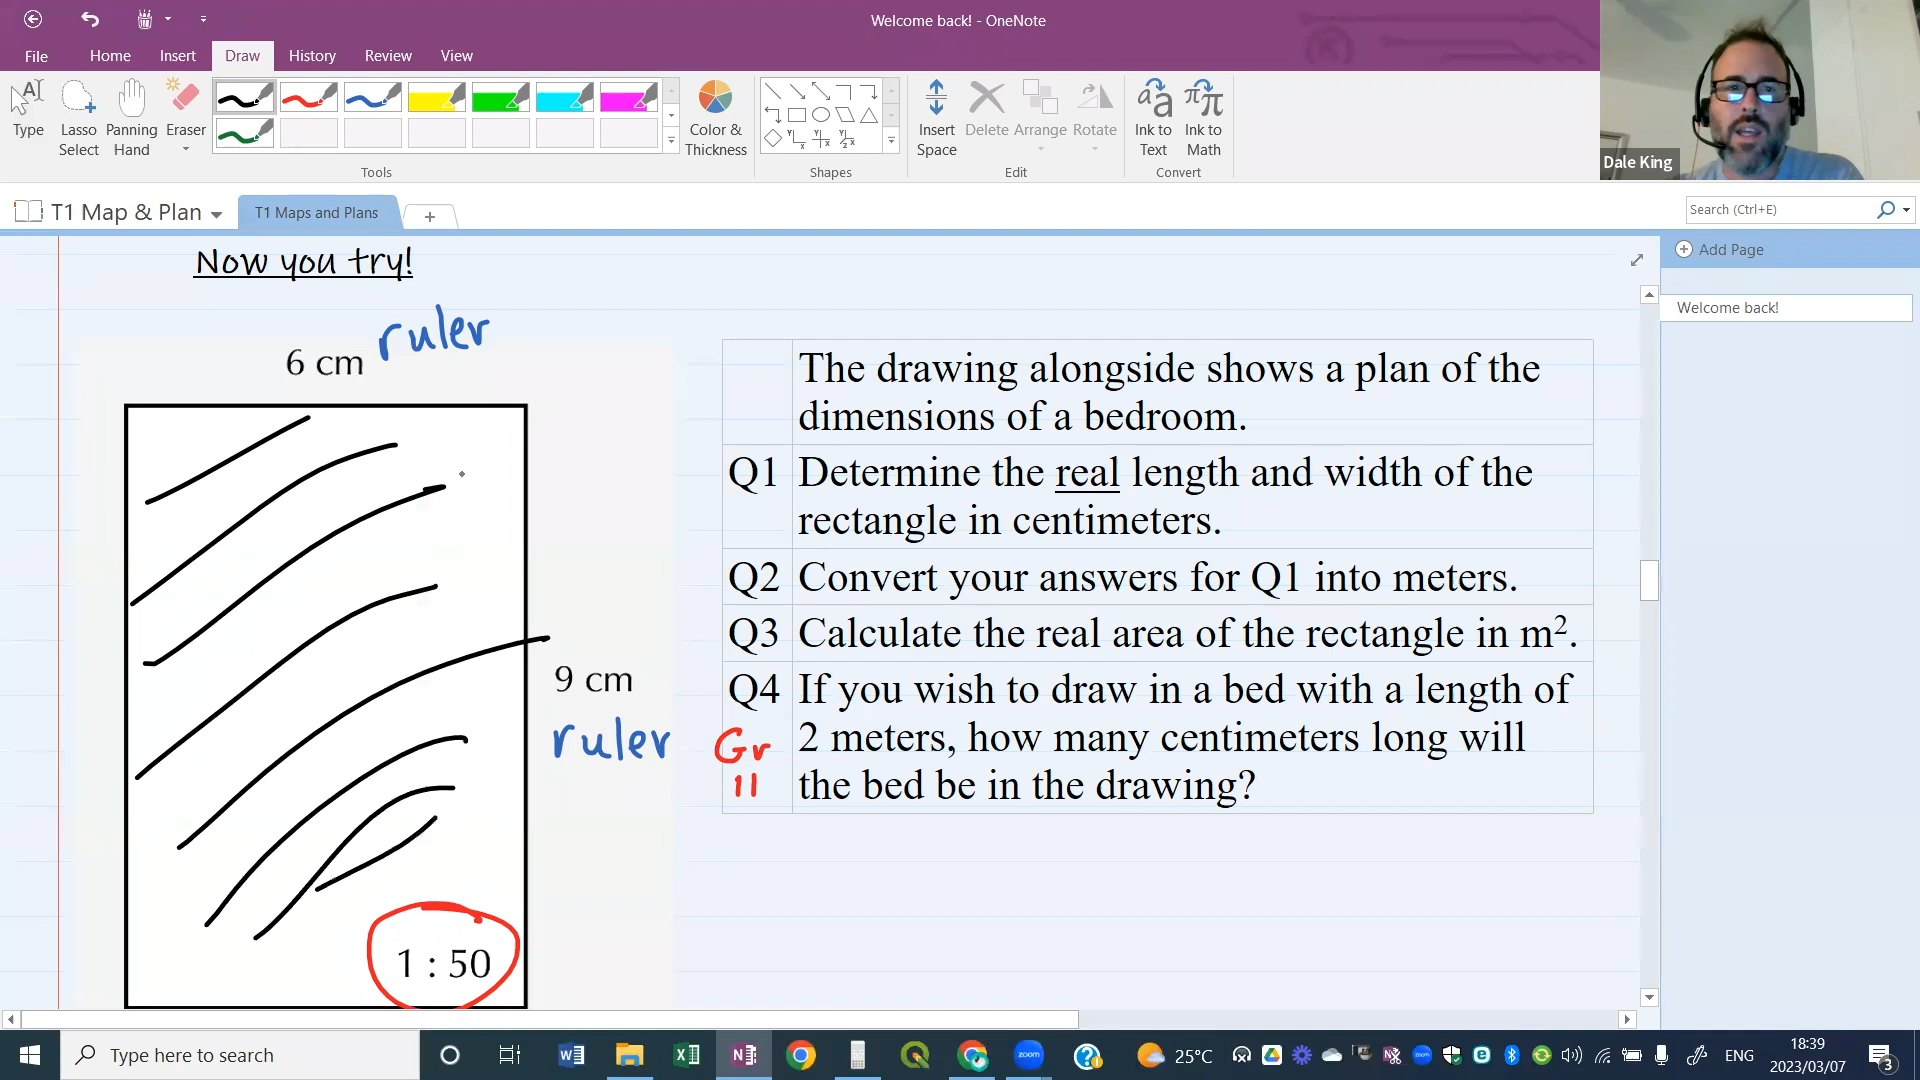 Welcome back! - OneNote
File Home Insert Draw History Review View
Type
Lasso Select
Panning Hand
Eraser
Color & Thickness
Insert Space
Delete
Arrange
Rotate
Ink to Text
Ink to Math
Tools
Shapes
Edit
Convert
Dale King
T1 Map & Plan
T1 Maps and Plans
Search (Ctrl+E)
Add Page
Welcome back!
Now you try!
6 cm ruler
9 cm
ruler
1 : 50
The drawing alongside shows a plan of the
dimensions of a bedroom.
Q1 Determine the real length and width of the
rectangle in centimeters.
Q2 Convert your answers for Q1 into meters.
Q3 Calculate the real area of the rectangle in m².
Q4 If you wish to draw in a bed with a length of
Gr 2 meters, how many centimeters long will
11 the bed be in the drawing?
Type here to search
25°C
ENG
18:39
2023/03/07
3